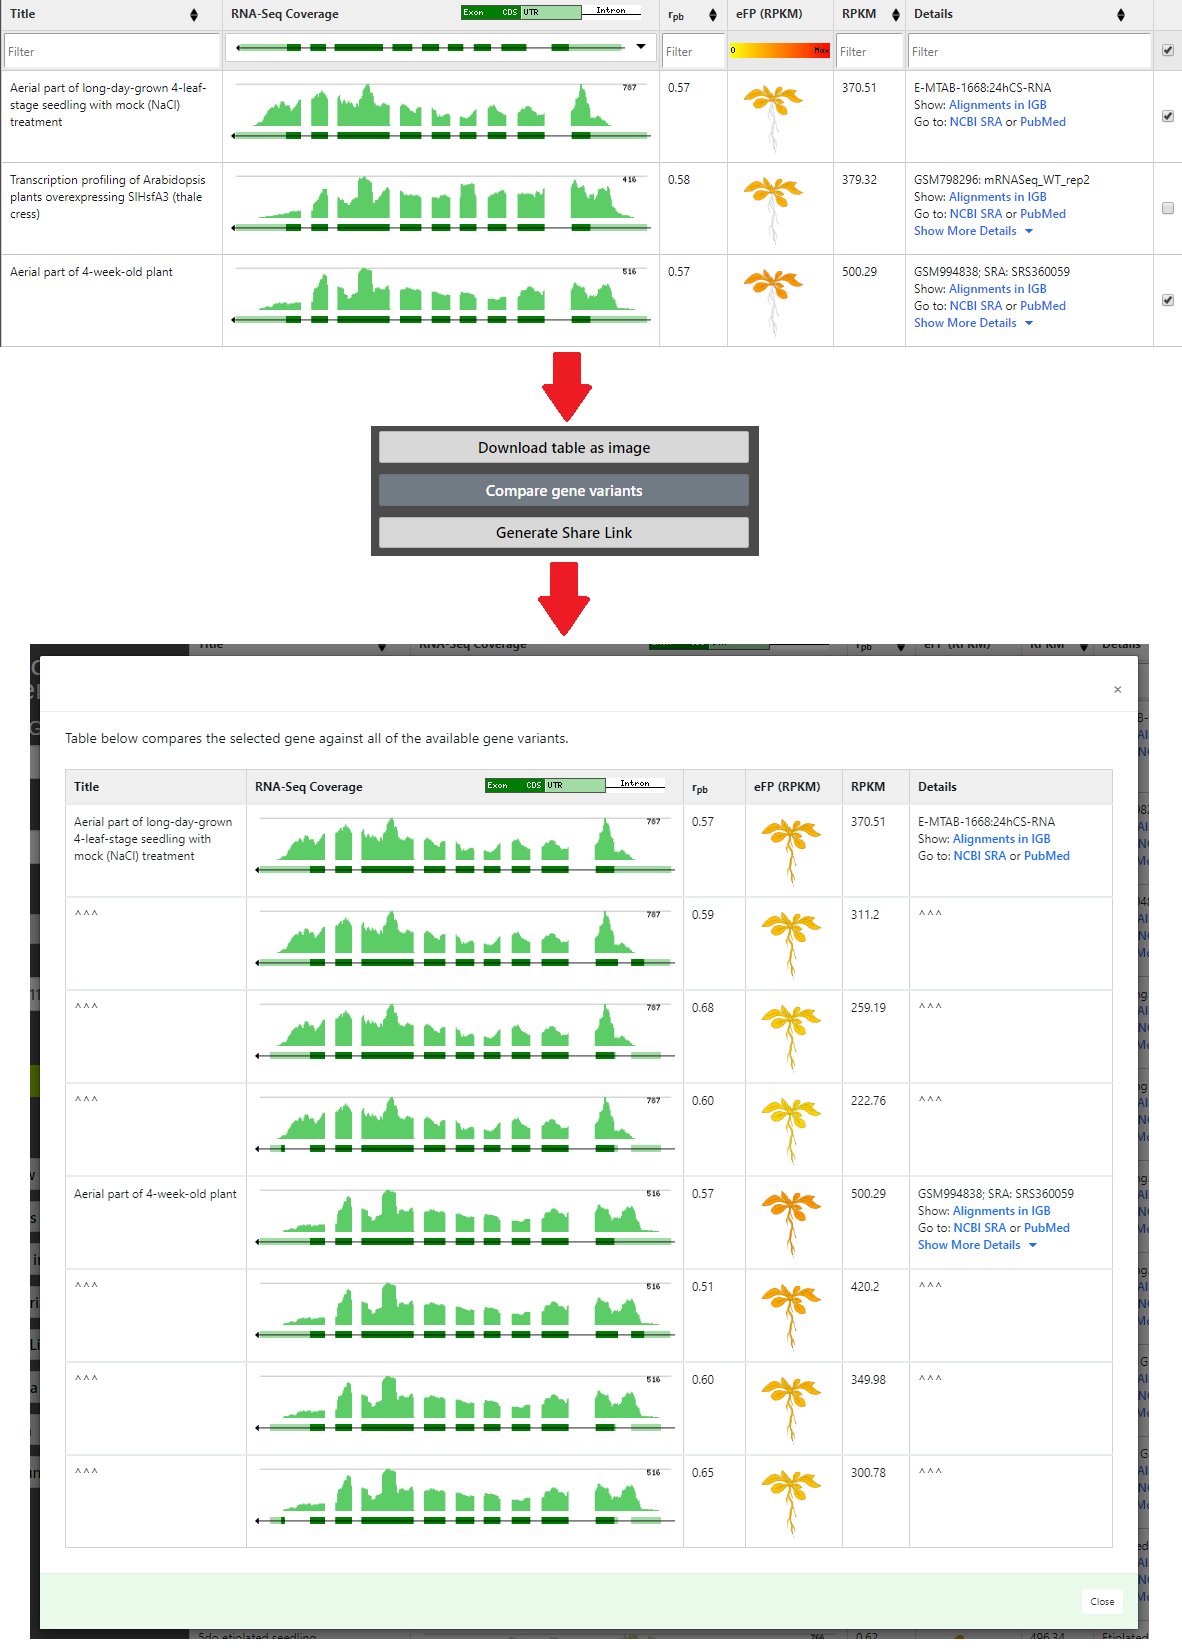 Title RNA-Seq Coverage Exon CDS UTR Intron rpb eFP (RPKM) RPKM Details
Filter Filter 0 Max Filter Filter
Aerial part of long-day-grown 4-leaf-
stage seedling with mock (NaCl)
treatment
787
0.57
370.51
E-MTAB-1668:24hCS-RNA
Show: Alignments in IGB
Go to: NCBI SRA or PubMed
Transcription profiling of Arabidopsis
plants overexpressing SlHsfA3 (thale
cress)
416
0.58
379.32
GSM798296: mRNASeq_WT_rep2
Show: Alignments in IGB
Go to: NCBI SRA or PubMed
Show More Details
Aerial part of 4-week-old plant
516
0.57
500.29
GSM994838; SRA: SRS360059
Show: Alignments in IGB
Go to: NCBI SRA or PubMed
Show More Details
Download table as image
Compare gene variants
Generate Share Link
×
Table below compares the selected gene against all of the available gene variants.
Title RNA-Seq Coverage Exon CDS UTR Intron rpb eFP (RPKM) RPKM Details
Aerial part of long-day-grown
4-leaf-stage seedling with
mock (NaCl) treatment
787
0.57
370.51
E-MTAB-1668:24hCS-RNA
Show: Alignments in IGB
Go to: NCBI SRA or PubMed
^^^ 787 0.59 311.2 ^^^
^^^ 787 0.68 259.19 ^^^
^^^ 787 0.60 222.76 ^^^
Aerial part of 4-week-old plant
516
0.57
500.29
GSM994838; SRA: SRS360059
Show: Alignments in IGB
Go to: NCBI SRA or PubMed
Show More Details
^^^ 516 0.51 420.2 ^^^
^^^ 516 0.60 349.98 ^^^
^^^ 516 0.65 300.78 ^^^
Close